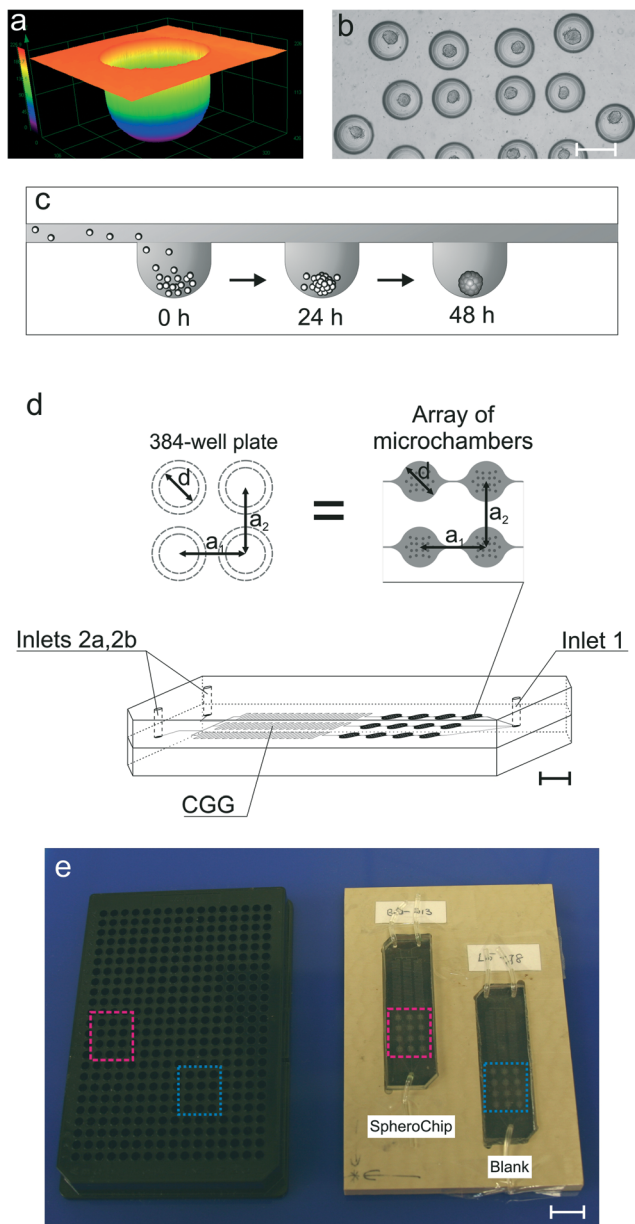 a
b
c
0 h
24 h
48 h
d
384-well plate
Array of
microchambers
d
a2
a1
=
d
a2
a1
Inlets 2a,2b
Inlet 1
CGG
e
SpheroChip
Blank